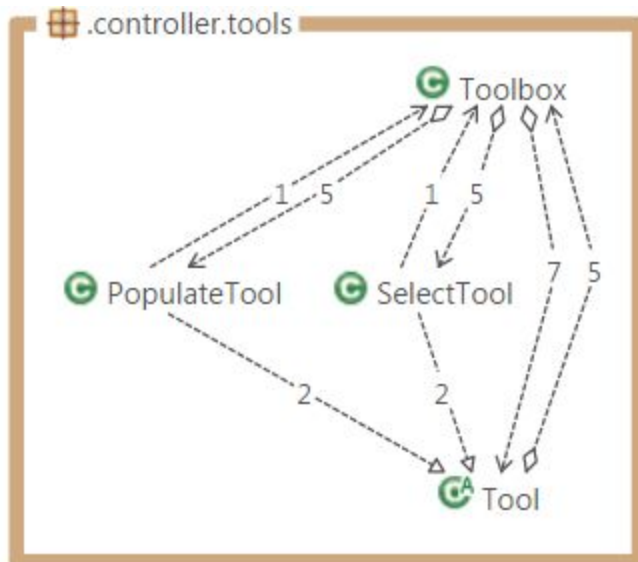 .controller.tools
Toolbox
1 5 1 5
7 5
PopulateTool
SelectTool
2 2
Tool